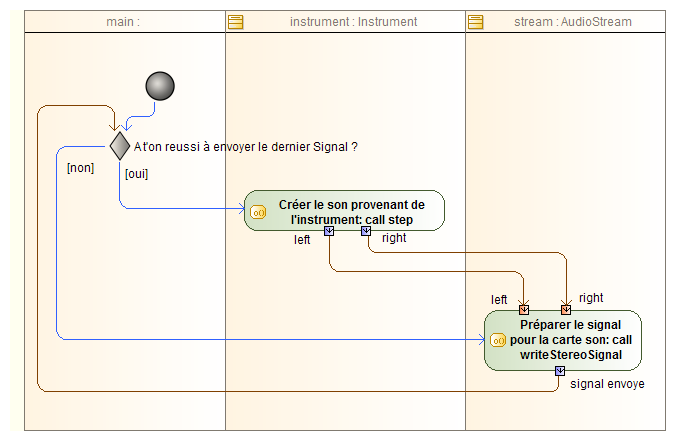 main :
instrument : Instrument
stream : AudioStream
At'on reussi à envoyer le dernier Signal ?
[non]
[oui]
Créer le son provenant de
l'instrument: call step
left
right
left
right
Préparer le signal
pour la carte son: call
writeStereoSignal
signal envoye